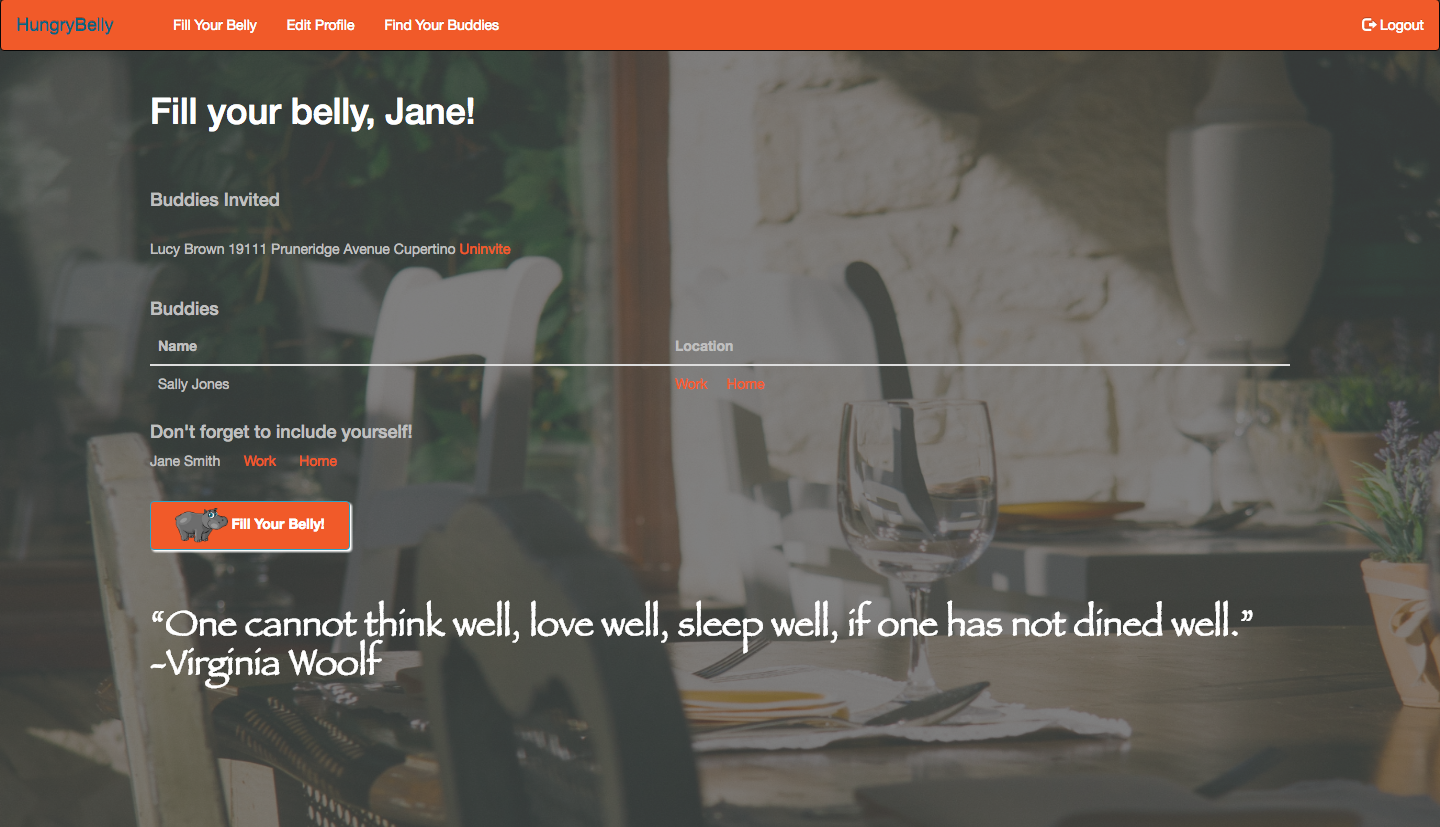 HungryBelly Fill Your Belly Edit Profile Find Your Buddies Logout
Fill your belly, Jane!
Buddies Invited
Lucy Brown 19111 Pruneridge Avenue Cupertino Uninvite
Buddies
Name Location
Sally Jones Work Home
Don't forget to include yourself!
Jane Smith Work Home
Fill Your Belly!
“One cannot think well, love well, sleep well, if one has not dined well.”
-Virginia Woolf